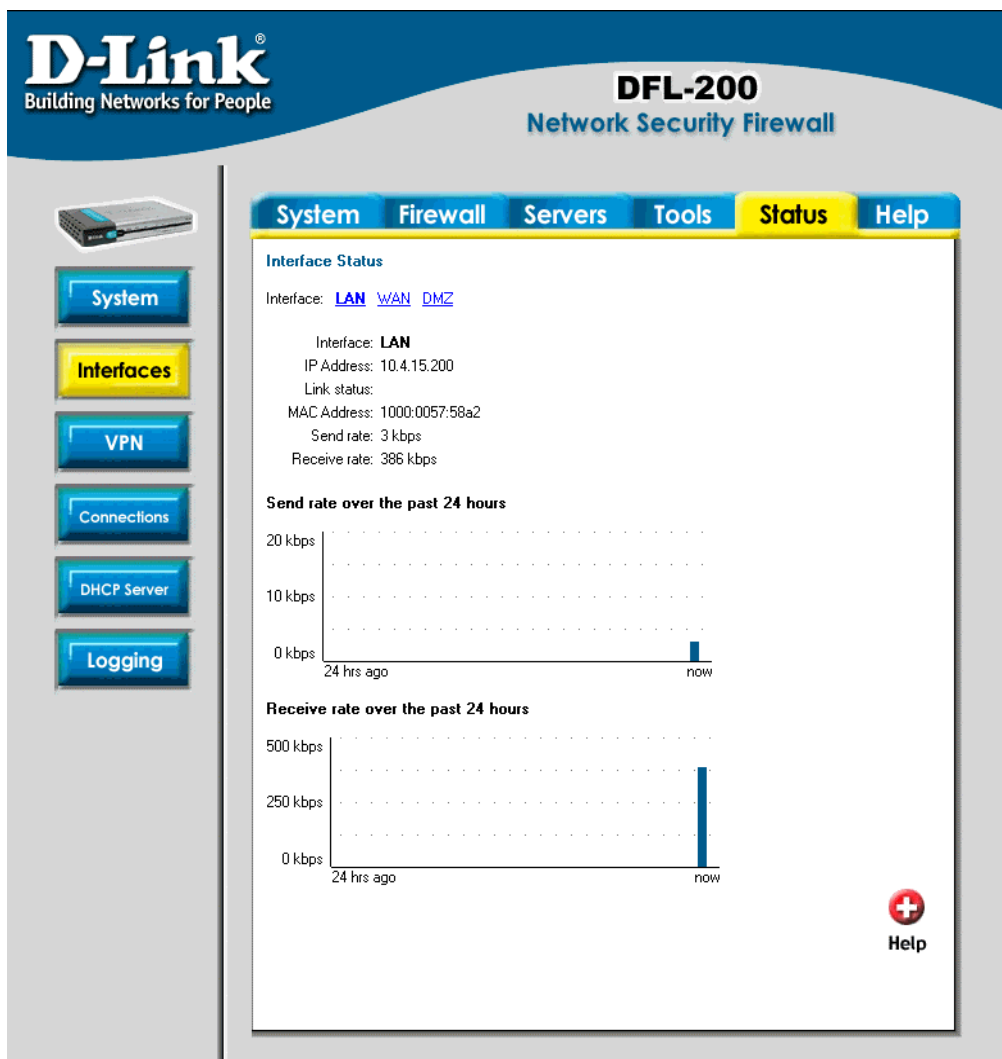 D-Link®
Building Networks for People
DFL-200
Network Security Firewall
System Firewall Servers Tools Status Help
System
Interfaces
VPN
Connections
DHCP Server
Logging
Interface Status
Interface: LAN WAN DMZ
Interface: LAN
IP Address: 10.4.15.200
Link status:
MAC Address: 1000:0057:58a2
Send rate: 3 kbps
Receive rate: 386 kbps
Send rate over the past 24 hours
20 kbps
10 kbps
0 kbps
24 hrs ago now
Receive rate over the past 24 hours
500 kbps
250 kbps
0 kbps
24 hrs ago now
Help